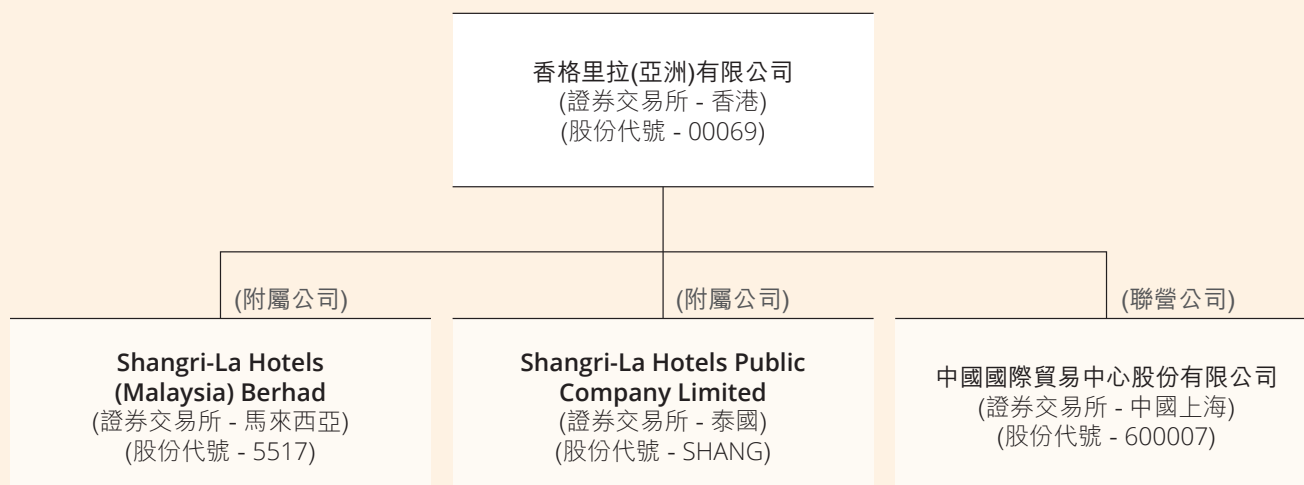 香格里拉(亞洲)有限公司
(證券交易所 - 香港)
(股份代號 - 00069)
(附屬公司)
Shangri-La Hotels
(Malaysia) Berhad
(證券交易所 - 馬來西亞)
(股份代號 - 5517)
(附屬公司)
Shangri-La Hotels Public
Company Limited
(證券交易所 - 泰國)
(股份代號 - SHANG)
(聯營公司)
中國國際貿易中心股份有限公司
(證券交易所 - 中國上海)
(股份代號 - 600007)